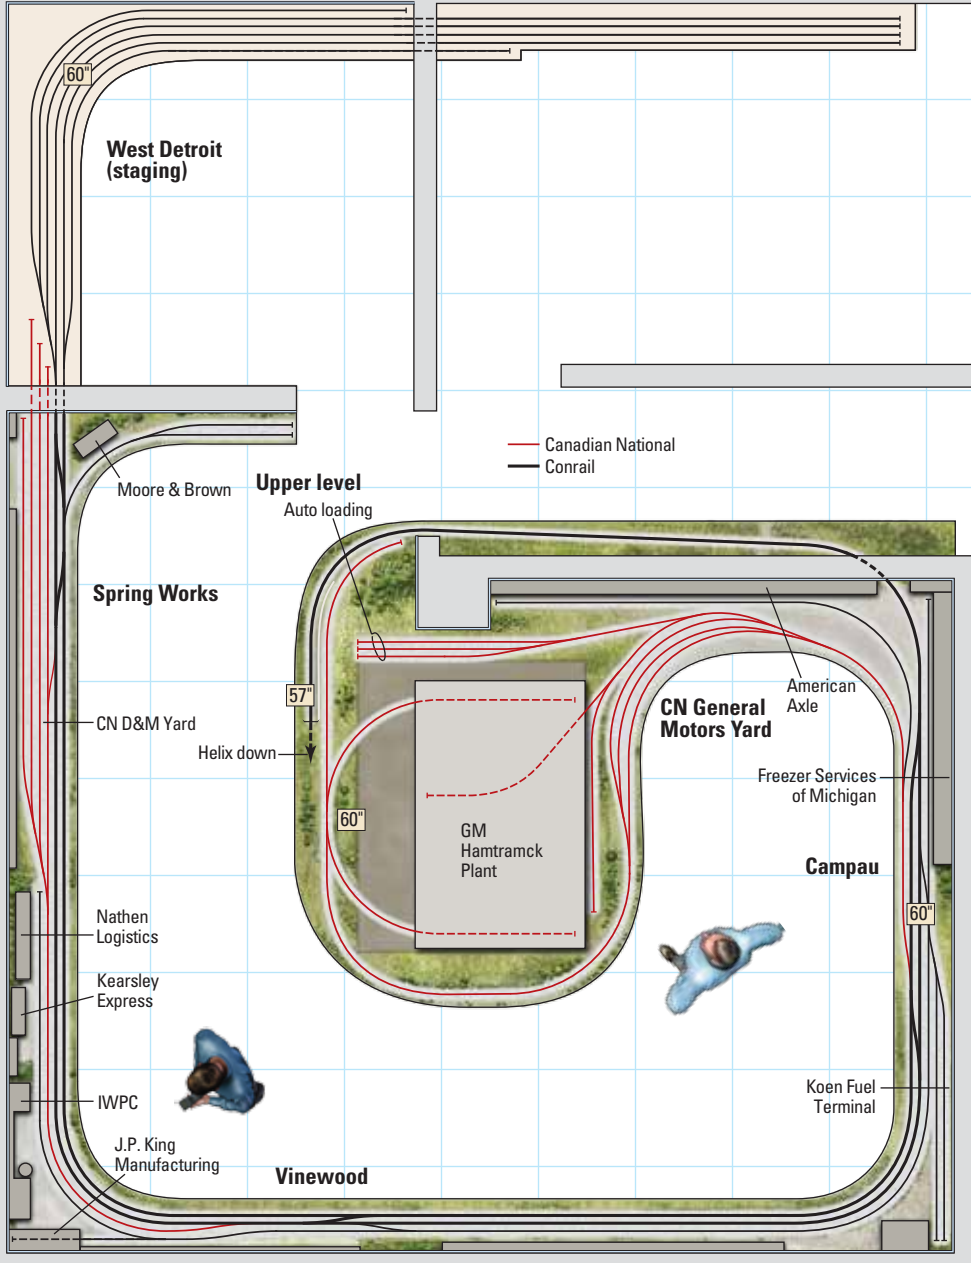 60"
West Detroit
(staging)
Canadian National
Conrail
Moore & Brown
Upper level
Auto loading
Spring Works
57"
CN D&M Yard
Helix down
60"
GM
Hamtramck
Plant
CN General
Motors Yard
American
Axle
Freezer Services
of Michigan
Campau
60"
Nathen
Logistics
Kearsley
Express
IWPC
J.P. King
Manufacturing
Koen Fuel
Terminal
Vinewood